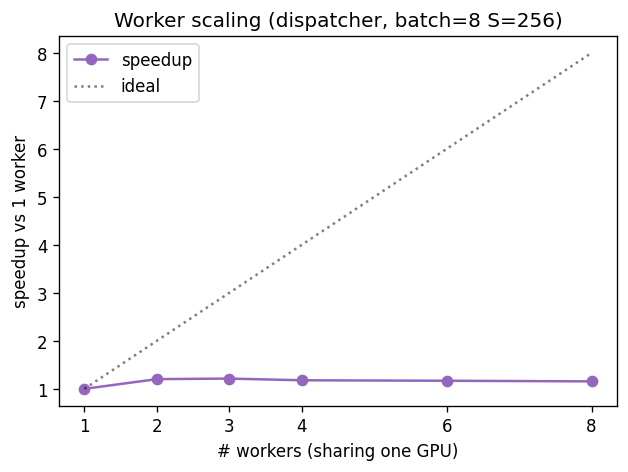 Worker scaling (dispatcher, batch=8 S=256)
speedup
ideal
speedup vs 1 worker
8
7
6
5
4
3
2
1
1 2 3 4 6 8
# workers (sharing one GPU)